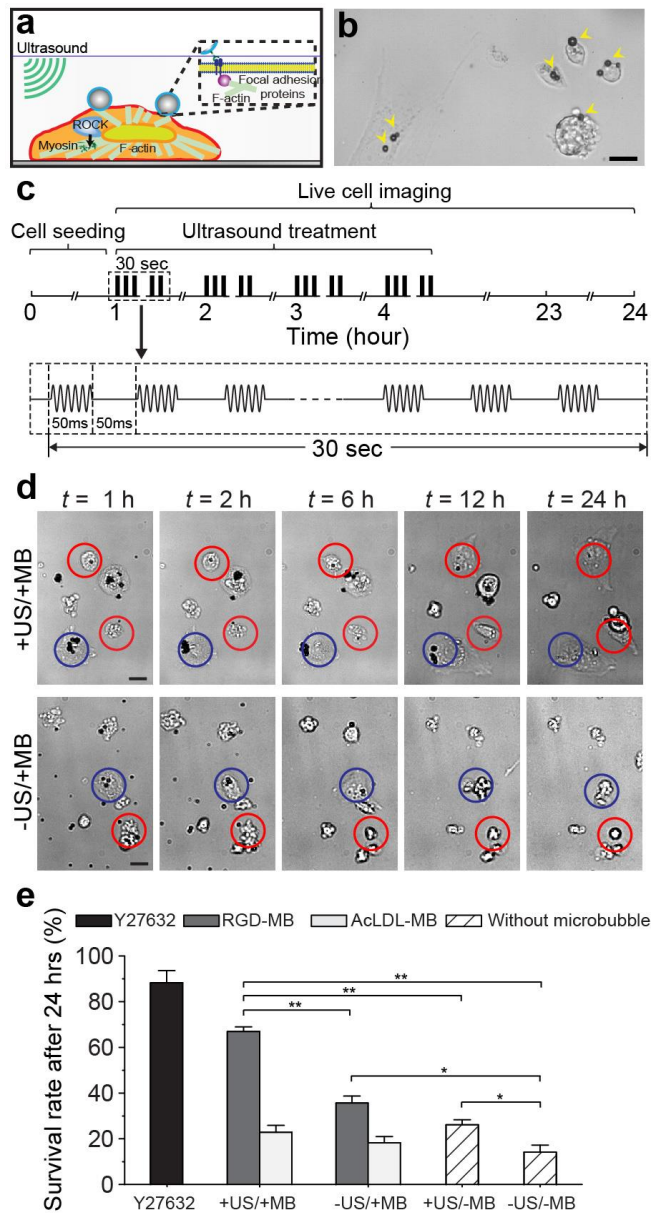 a
Ultrasound
Focal adhesion
proteins
F-actin
ROCK
Myosin
F-actin
b
c
Live cell imaging
Cell seeding
Ultrasound treatment
30 sec
0 1 2 3 4 23 24
Time (hour)
50ms 50ms
30 sec
d
t = 1 h t = 2 h t = 6 h t = 12 h t = 24 h
+US/+MB
-US/+MB
e
Y27632 RGD-MB AcLDL-MB Without microbubble
Survival rate after 24 hrs (%)
100
80
60
40
20
0
**
**
**
*
*
Y27632 +US/+MB -US/+MB +US/-MB -US/-MB